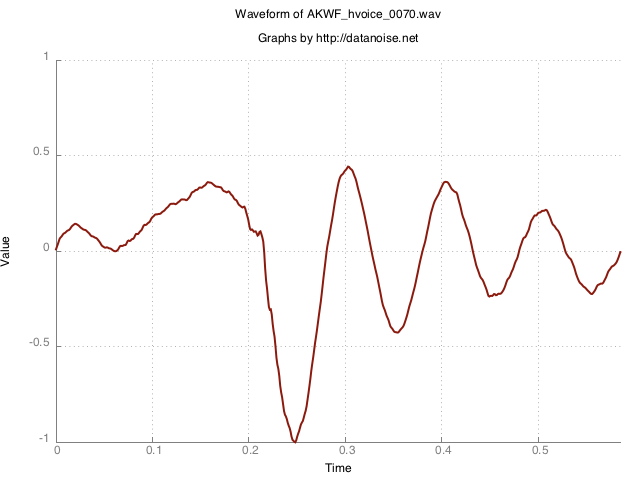 Waveform of AKWF_hvoice_0070.wav
Graphs by http://datanoise.net
1
0.5
0
-0.5
-1
Value
0 0.1 0.2 0.3 0.4 0.5
Time